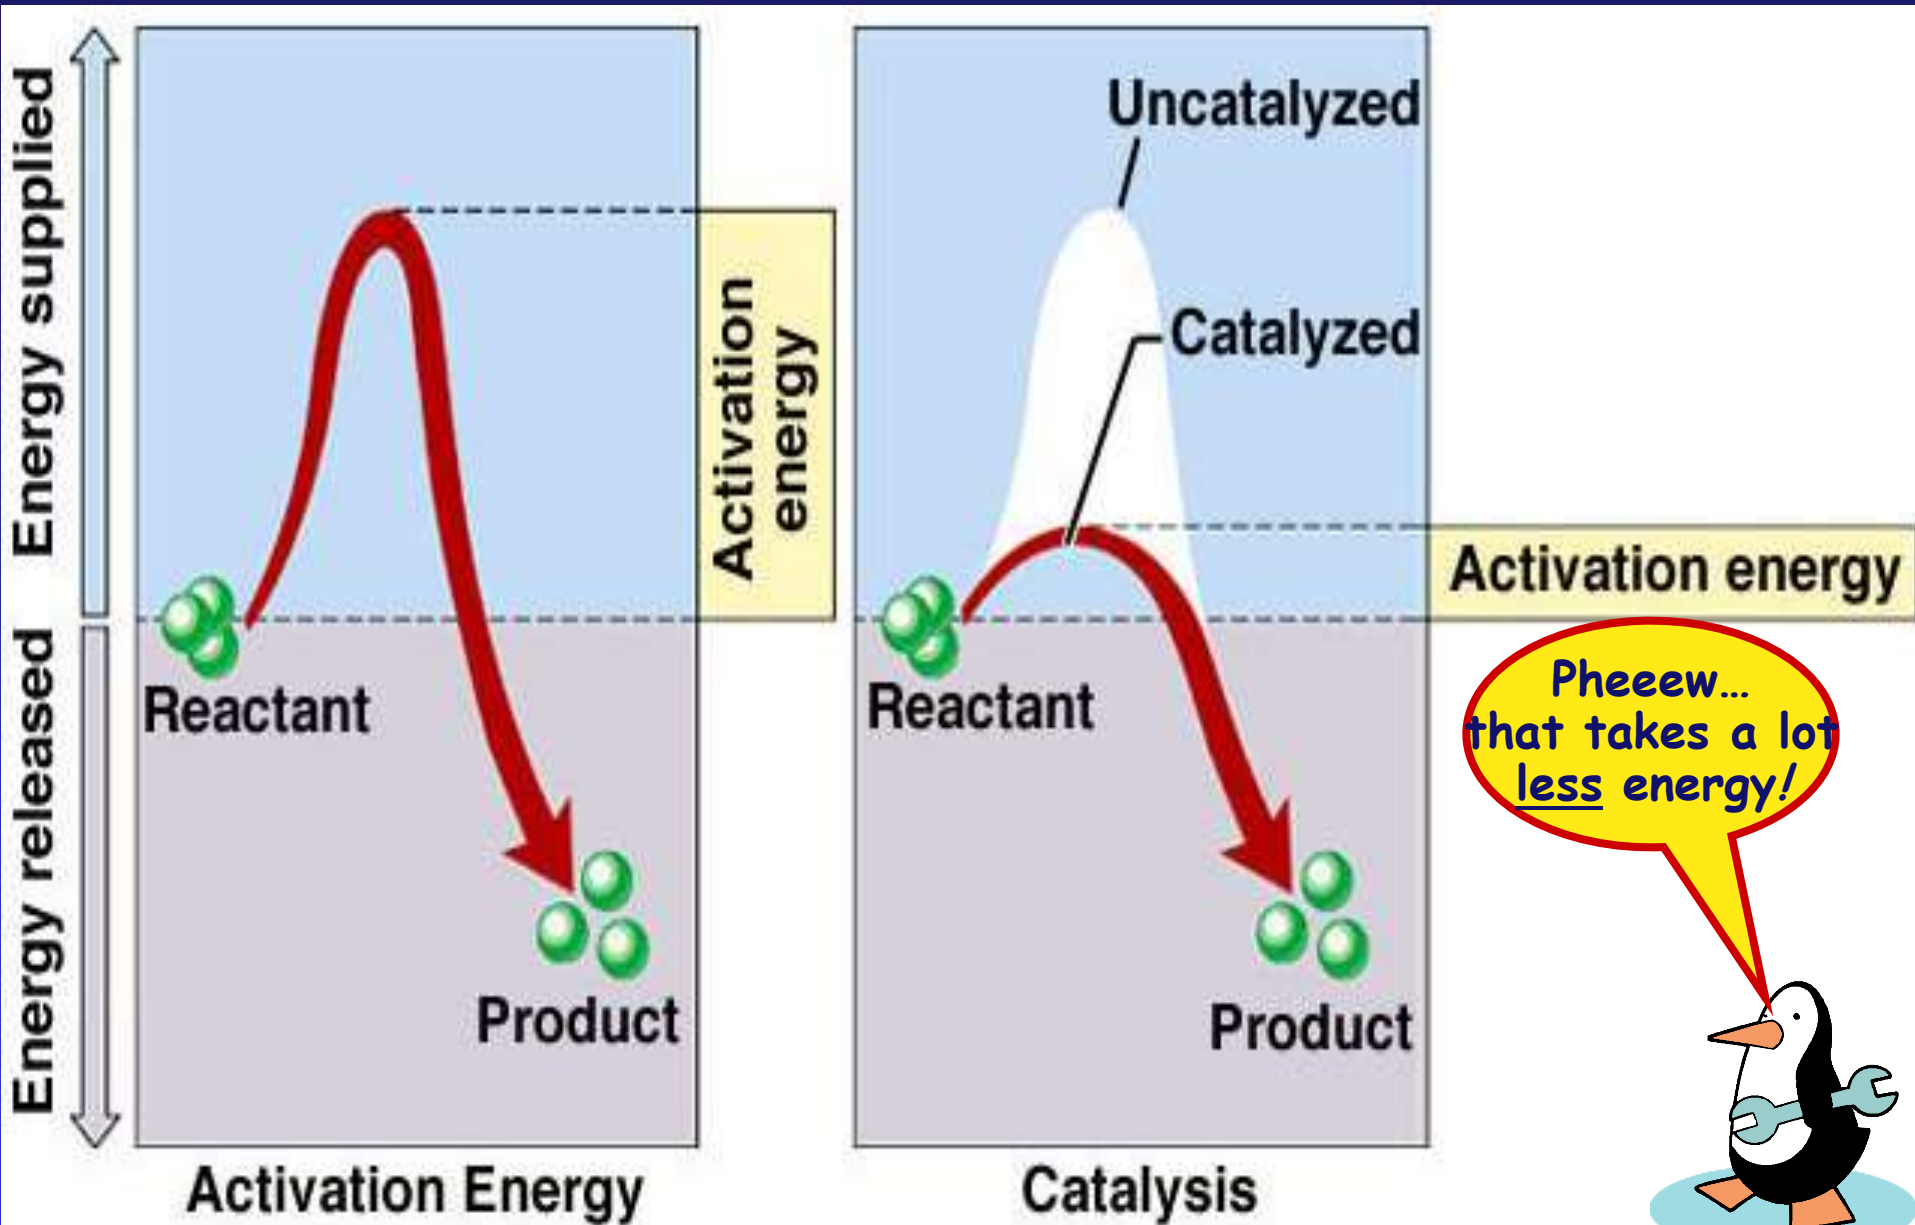 Energy supplied
Energy released
Activation
energy
Reactant
Product
Activation Energy
Uncatalyzed
Catalyzed
Activation energy
Reactant
Product
Catalysis
Pheeew...
that takes a lot
less energy!